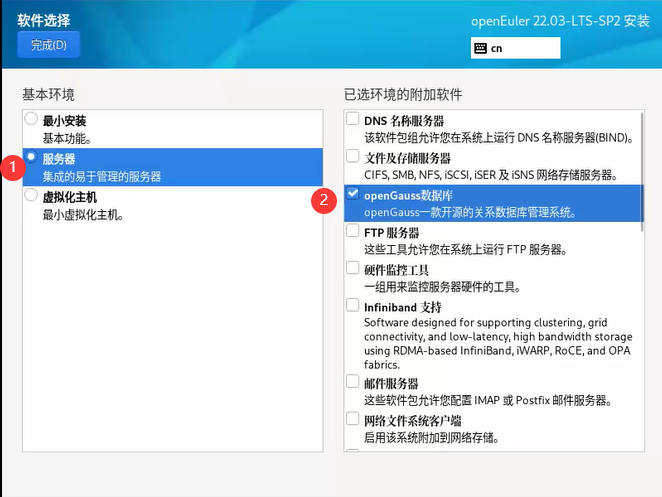 软件选择
openEuler 22.03-LTS-SP2 安装
完成(D)
cn
基本环境
已选环境的附加软件
最小安装
基本功能。
1
服务器
集成的易于管理的服务器
虚拟化主机
最小虚拟化主机。
DNS 名称服务器
该软件包组允许您在系统上运行 DNS 名称服务器(BIND)。
文件及存储服务器
CIFS, SMB, NFS, iSCSI, iSER 及 iSNS 网络存储服务器。
2
openGauss数据库
openGauss一款开源的关系数据库管理系统。
FTP 服务器
这些工具允许您在系统上运行 FTP 服务器。
硬件监控工具
一组用来监控服务器硬件的工具。
Infiniband 支持
Software designed for supporting clustering, grid
connectivity, and low-latency, high bandwidth storage
using RDMA-based InfiniBand, iWARP, RoCE, and OPA
fabrics.
邮件服务器
这些软件包允许您配置 IMAP 或 Postfix 邮件服务器。
网络文件系统客户端
启用该系统附加到网络存储。